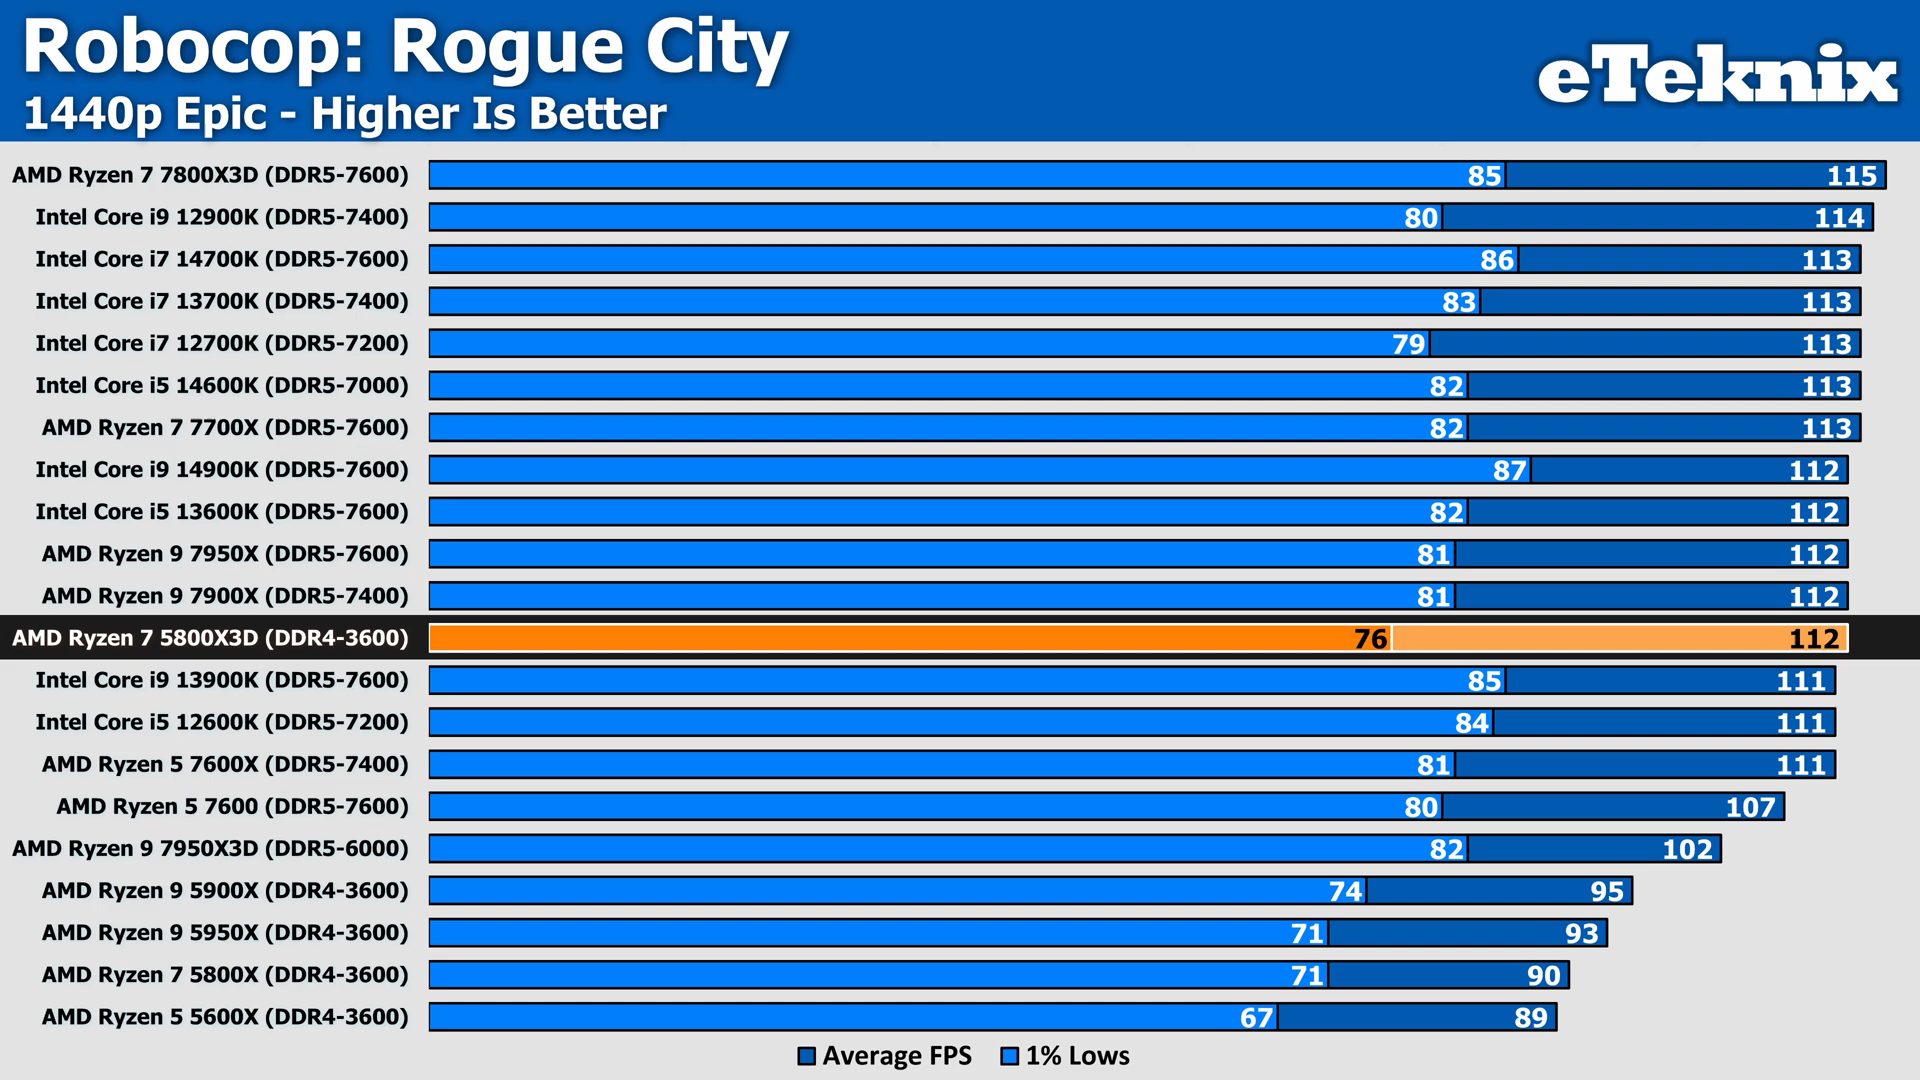 Robocop: Rogue City
1440p Epic - Higher Is Better
eTeknix
AMD Ryzen 7 7800X3D (DDR5-7600) 85 115
Intel Core i9 12900K (DDR5-7400) 80 114
Intel Core i7 14700K (DDR5-7600) 86 113
Intel Core i7 13700K (DDR5-7400) 83 113
Intel Core i7 12700K (DDR5-7200) 79 113
Intel Core i5 14600K (DDR5-7000) 82 113
AMD Ryzen 7 7700X (DDR5-7600) 82 113
Intel Core i9 14900K (DDR5-7600) 87 112
Intel Core i5 13600K (DDR5-7600) 82 112
AMD Ryzen 9 7950X (DDR5-7600) 81 112
AMD Ryzen 9 7900X (DDR5-7400) 81 112
AMD Ryzen 7 5800X3D (DDR4-3600) 76 112
Intel Core i9 13900K (DDR5-7600) 85 111
Intel Core i5 12600K (DDR5-7200) 84 111
AMD Ryzen 5 7600X (DDR5-7400) 81 111
AMD Ryzen 5 7600 (DDR5-7600) 80 107
AMD Ryzen 9 7950X3D (DDR5-6000) 82 102
AMD Ryzen 9 5900X (DDR4-3600) 74 95
AMD Ryzen 9 5950X (DDR4-3600) 71 93
AMD Ryzen 7 5800X (DDR4-3600) 71 90
AMD Ryzen 5 5600X (DDR4-3600) 67 89
Average FPS 1% Lows